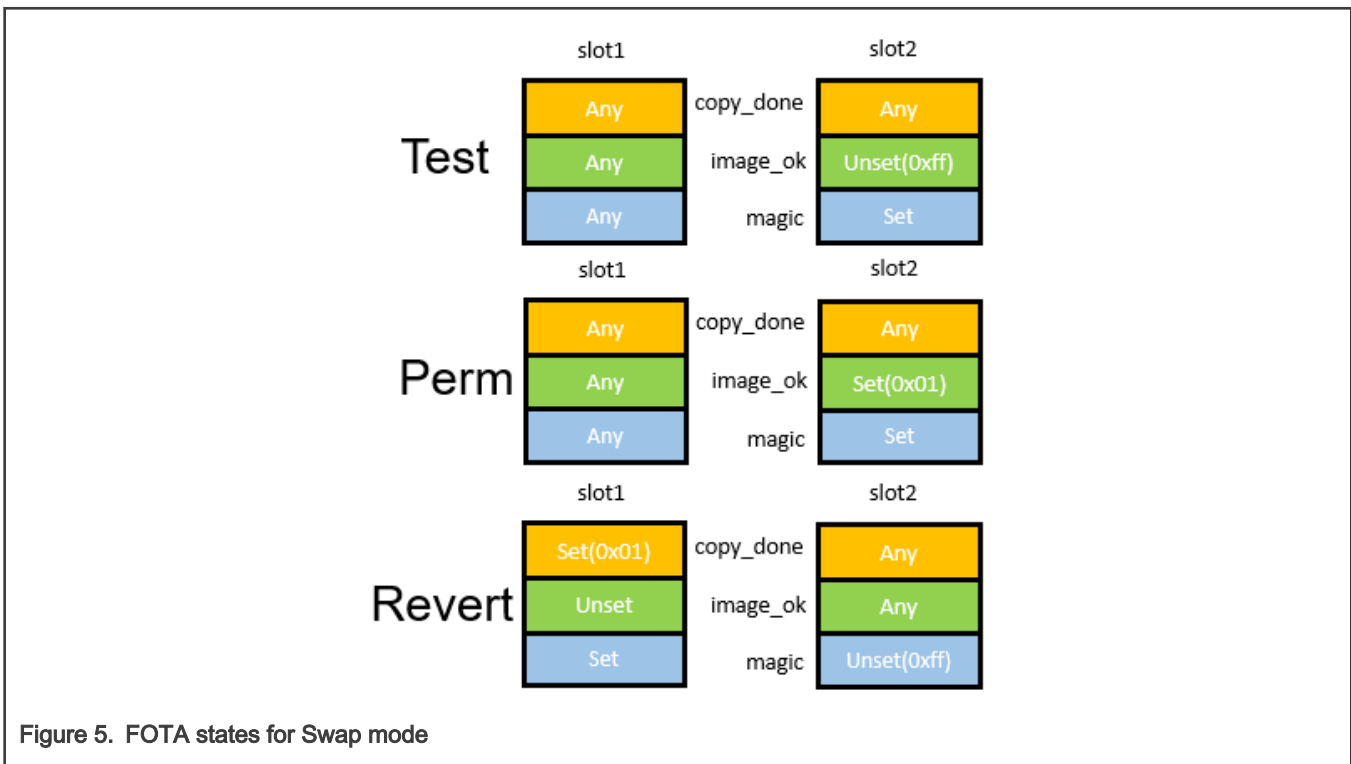 slot1 slot2
Any copy_done Any
Test Any image_ok Unset(0xff)
Any magic Set
slot1 slot2
Any copy_done Any
Perm Any image_ok Set(0x01)
Any magic Set
slot1 slot2
Set(0x01) copy_done Any
Revert Unset image_ok Any
Set magic Unset(0xff)
Figure 5. FOTA states for Swap mode